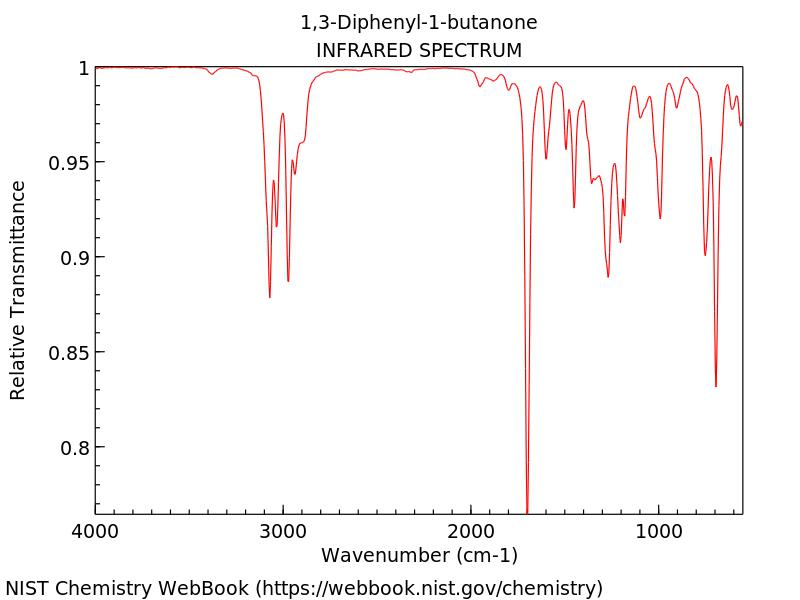 1,3-Diphenyl-1-butanone
INFRARED SPECTRUM
1
0.95
0.9
0.85
0.8
Relative Transmittance
4000 3000 2000 1000
Wavenumber (cm-1)
NIST Chemistry WebBook (https://webbook.nist.gov/chemistry)